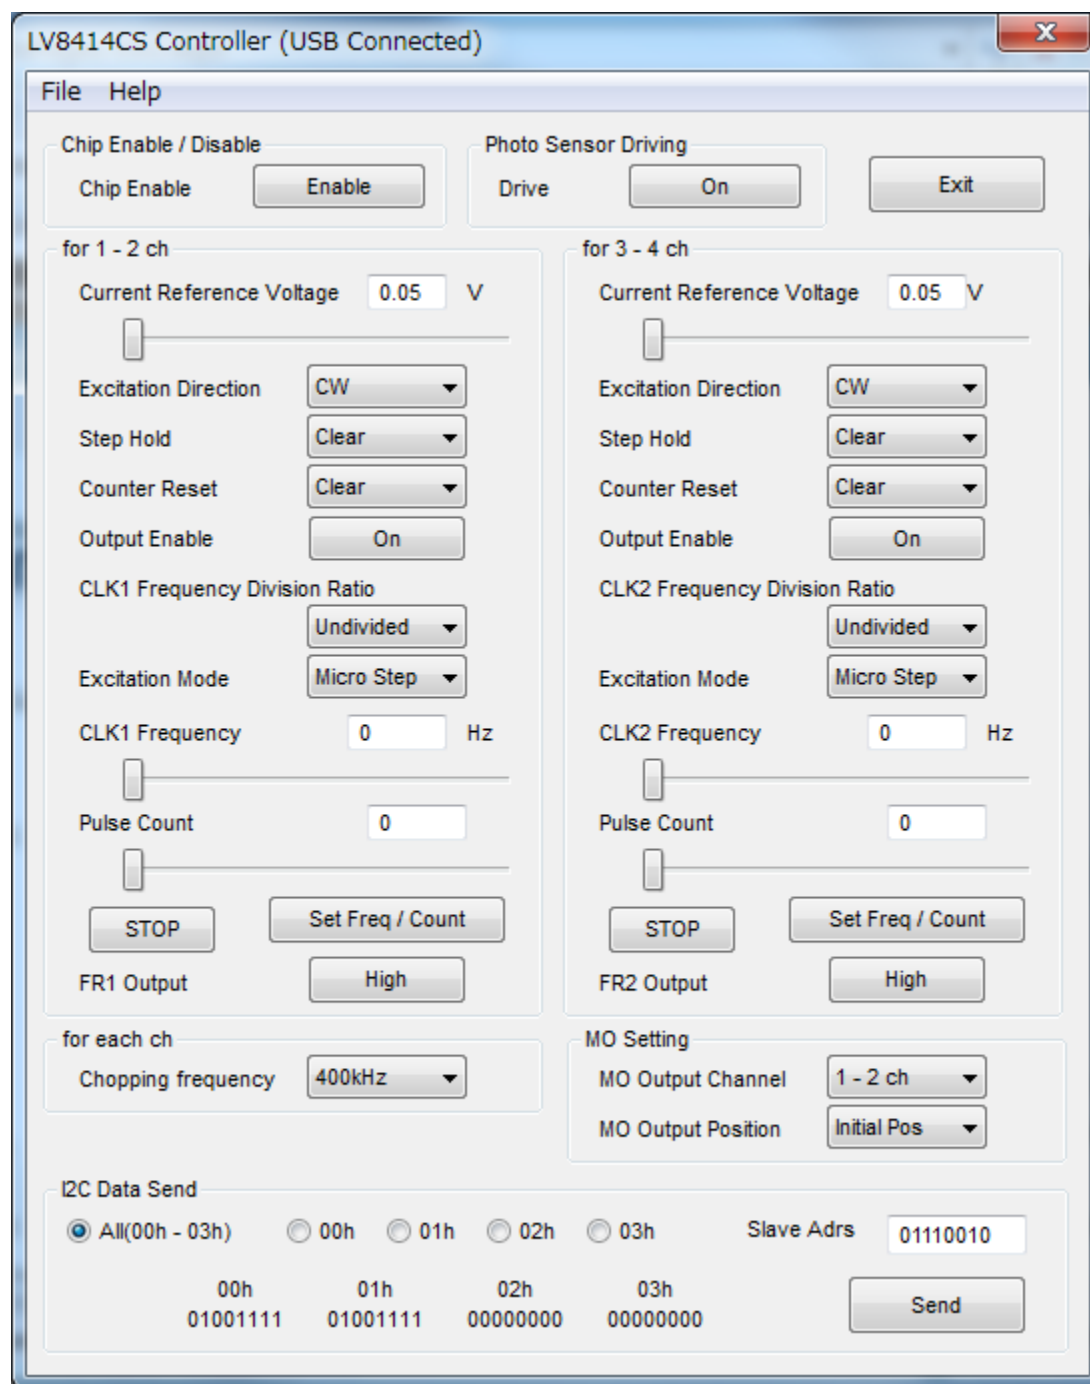 LV8414CS Controller (USB Connected)
File Help
Chip Enable / Disable
Chip Enable Enable
Photo Sensor Driving
Drive On
Exit
for 1 - 2 ch
Current Reference Voltage 0.05 V
Excitation Direction CW
Step Hold Clear
Counter Reset Clear
Output Enable On
CLK1 Frequency Division Ratio
Undivided
Excitation Mode Micro Step
CLK1 Frequency 0 Hz
Pulse Count 0
STOP Set Freq / Count
FR1 Output High
for 3 - 4 ch
Current Reference Voltage 0.05 V
Excitation Direction CW
Step Hold Clear
Counter Reset Clear
Output Enable On
CLK2 Frequency Division Ratio
Undivided
Excitation Mode Micro Step
CLK2 Frequency 0 Hz
Pulse Count 0
STOP Set Freq / Count
FR2 Output High
for each ch
Chopping frequency 400kHz
MO Setting
MO Output Channel 1 - 2 ch
MO Output Position Initial Pos
I2C Data Send
All(00h - 03h) 00h 01h 02h 03h Slave Adrs 01110010
00h 01h 02h 03h
01001111 01001111 00000000 00000000
Send